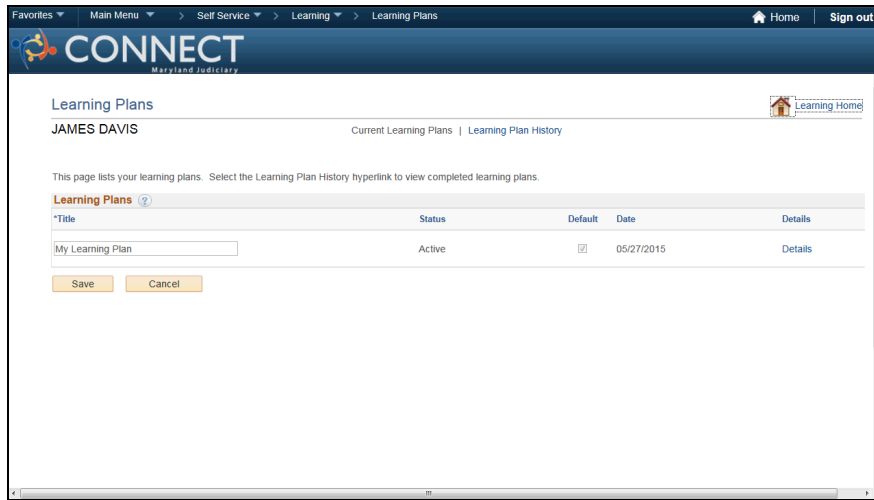 Favorites Main Menu > Self Service > Learning > Learning Plans Home Sign out
CONNECT
Maryland Judiciary
Learning Plans Learning Home
JAMES DAVIS Current Learning Plans | Learning Plan History
This page lists your learning plans. Select the Learning Plan History hyperlink to view completed learning plans.
Learning Plans ?
*Title Status Default Date Details
My Learning Plan Active 05/27/2015 Details
Save Cancel